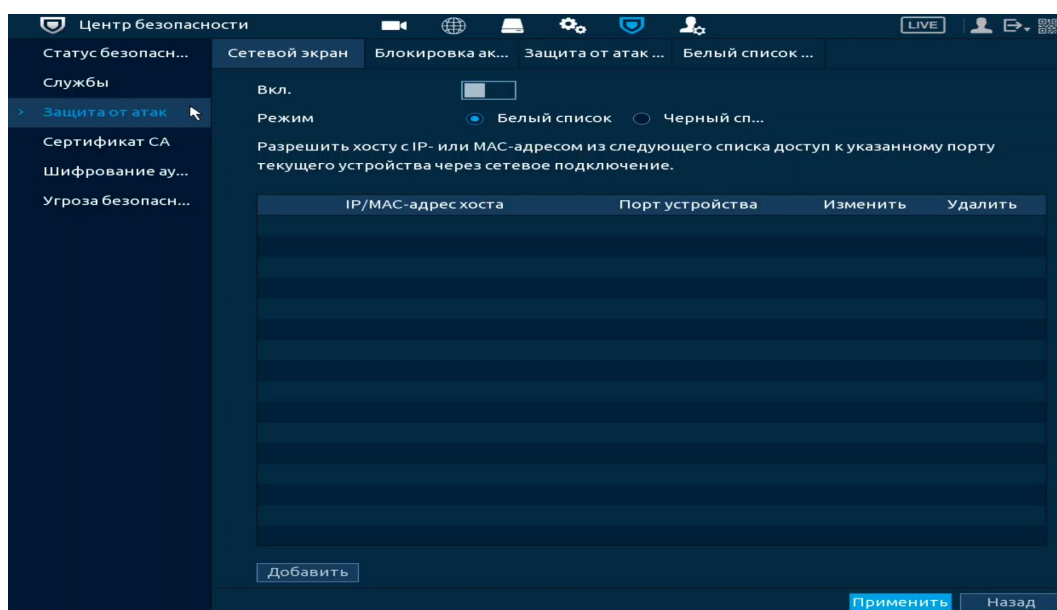 Центр безопасности
LIVE
Статус безопасн...
Службы
Защита от атак
Сертификат CA
Шифрование ау...
Угроза безопасн...
Сетевой экран
Блокировка ак...
Защита от атак ...
Белый список ...
Вкл.
Режим
Белый список
Черный сп...
Разрешить хосту с IP- или MAC-адресом из следующего списка доступ к указанному порту
текущего устройства через сетевое подключение.
IP/MAC-адрес хоста
Порт устройства
Изменить
Удалить
Добавить
Применить
Назад